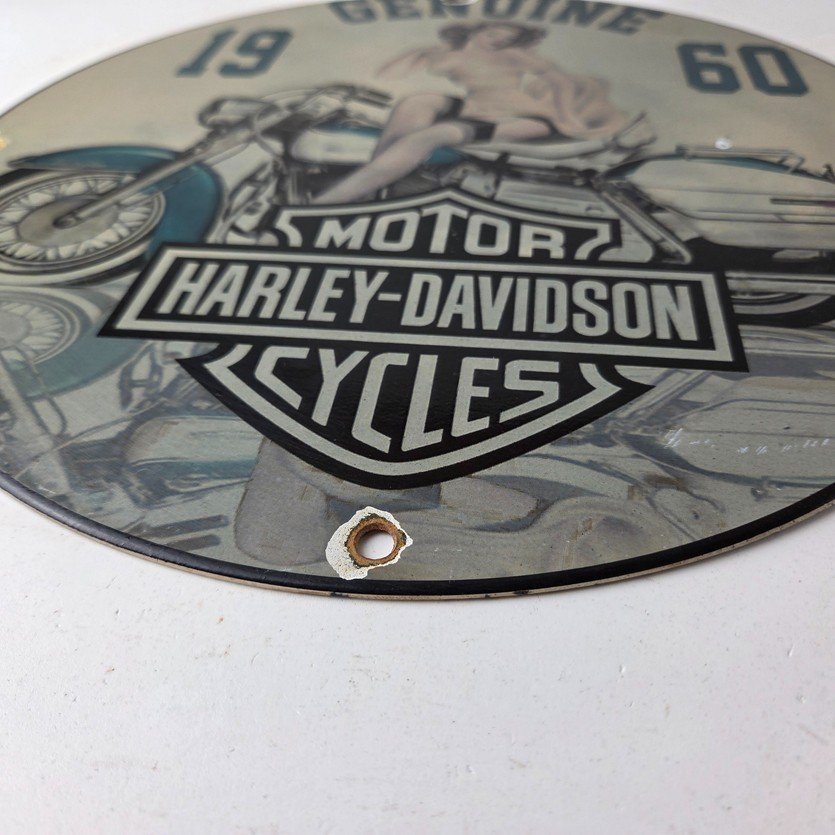 GENUINE
19 60
MOTOR
HARLEY-DAVIDSON
CYCLES